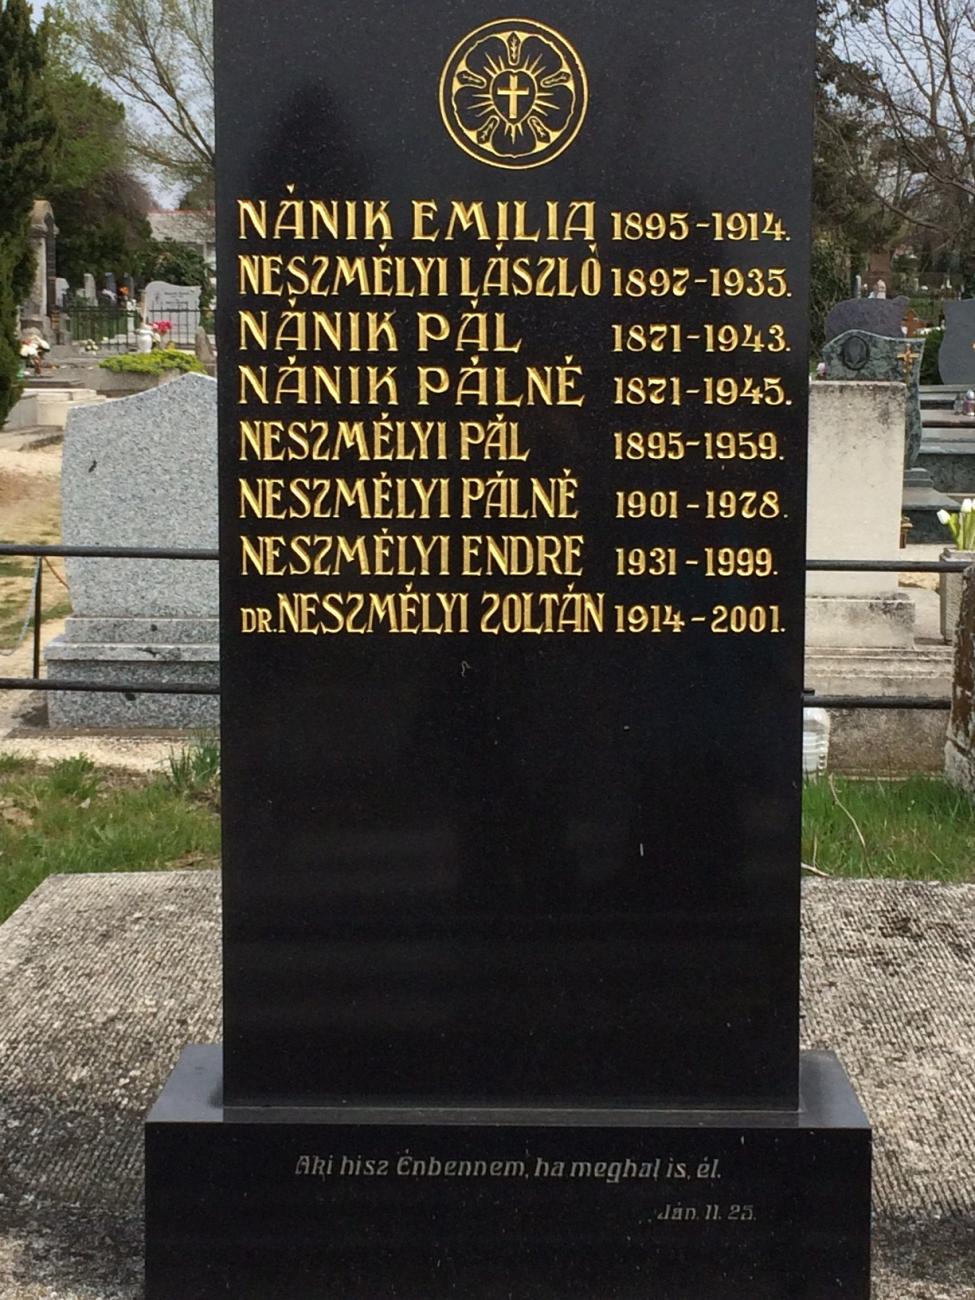 NÁNIK EMILIA 1895-1914.
NESZMÉLYI LÁSZLÓ 1897-1935.
NÁNIK PÁL 1871-1943.
NÁNIK PÁLNÉ 1871-1945.
NESZMÉLYI PÁL 1895-1959.
NESZMÉLYI PÁLNÉ 1901-1978.
NESZMÉLYI ENDRE 1931-1999.
DR. NESZMÉLYI ZOLTÁN 1914-2001.
Aki hisz Énbennem, ha meghal is, él.
Ján. 11. 25.